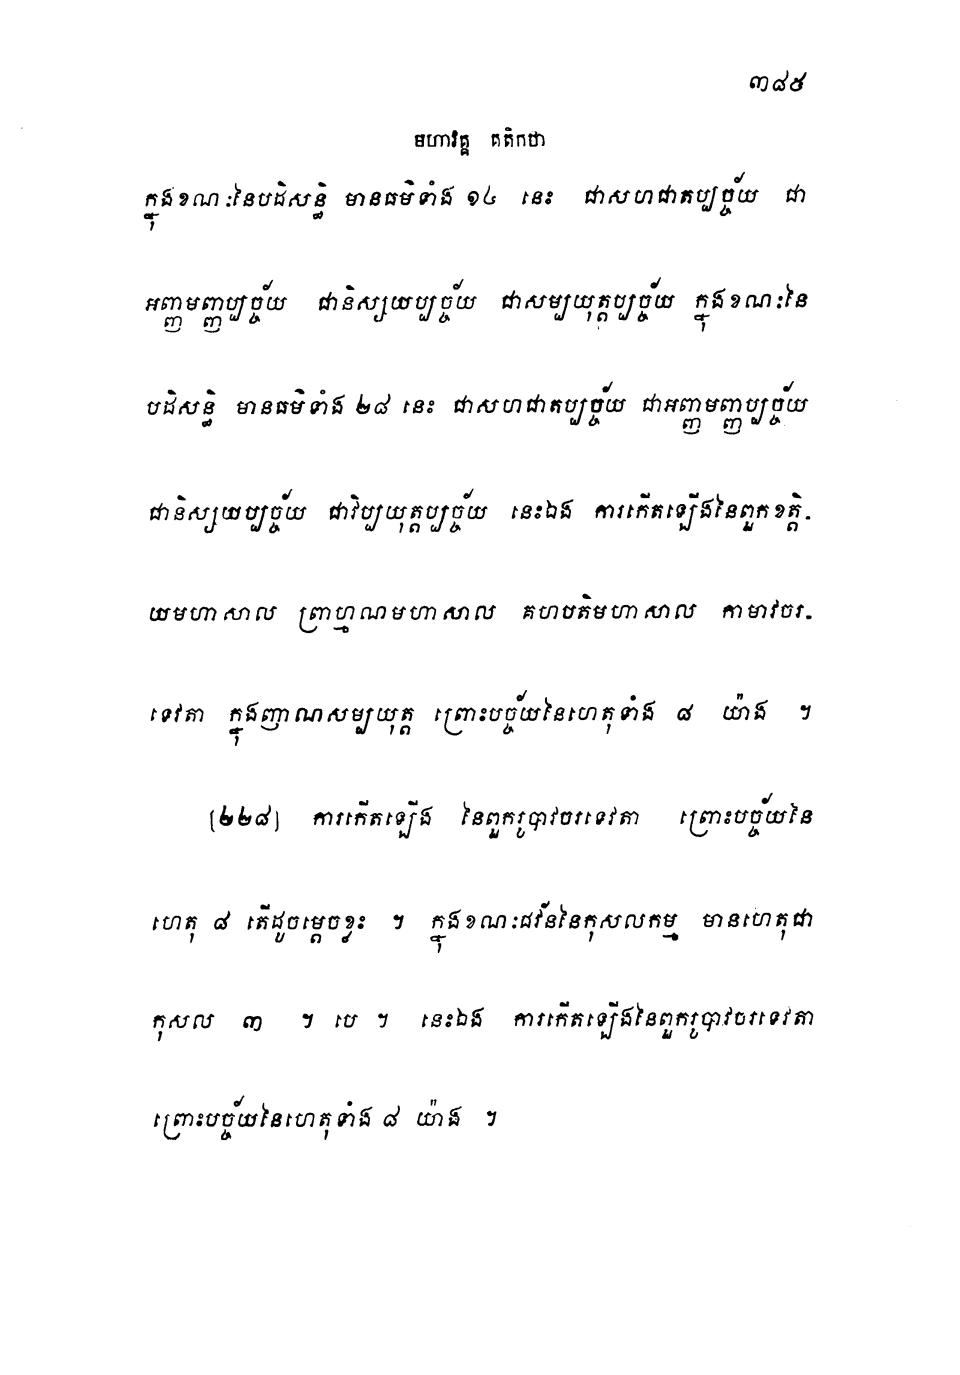 ៣៨៥
មហាវគ្គ គតិកថា
ក្នុងខណៈនៃបដិសន្ធិ មានធម៌ទាំង ១៤ នេះ ជាសហជាតប្បច្ច័យ ជា
អញ្ញមញ្ញប្បច្ច័យ ជានិស្សយប្បច្ច័យ ជាសម្បយុត្តប្បច្ច័យ ក្នុងខណៈនៃ
បដិសន្ធិ មានធម៌ទាំង ២៨ នេះ ជាសហជាតប្បច្ច័យ ជាអញ្ញមញ្ញប្បច្ច័យ
ជានិស្សយប្បច្ច័យ ជាវិប្បយុត្តប្បច្ច័យ នេះឯង ការកើតឡើងនៃពួកខត្តិ-
យមហាសាល ព្រាហ្មណមហាសាល គហបតិមហាសាល កាមាវចរ-
ទេវតា ក្នុងញាណសម្បយុត្ត ព្រោះបច្ច័យនៃហេតុទាំង ៨ យ៉ាង ។
[២២៨] ការកើតឡើង នៃពួករូបាវចរទេវតា ព្រោះបច្ច័យនៃ
ហេតុ ៨ តើដូចម្តេចខ្លះ ។ ក្នុងខណៈជវ័ននៃកុសលកម្ម មានហេតុជា
កុសល ៣ ។ បេ ។ នេះឯង ការកើតឡើងនៃពួករូបាវចរទេវតា
ព្រោះបច្ច័យនៃហេតុទាំង ៨ យ៉ាង ។